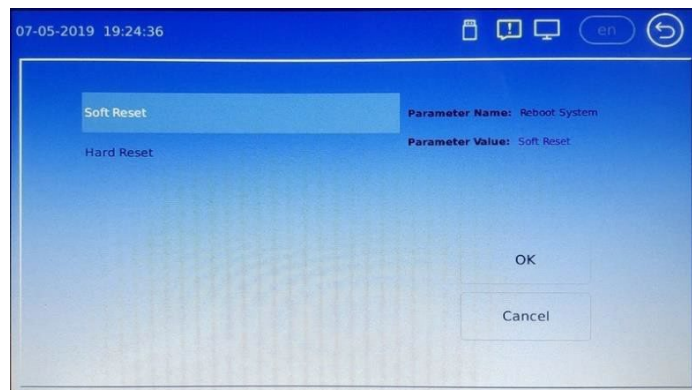 07-05-2019 19:24:36
en
Soft Reset
Parameter Name: Reboot System
Hard Reset
Parameter Value: Soft Reset
OK
Cancel